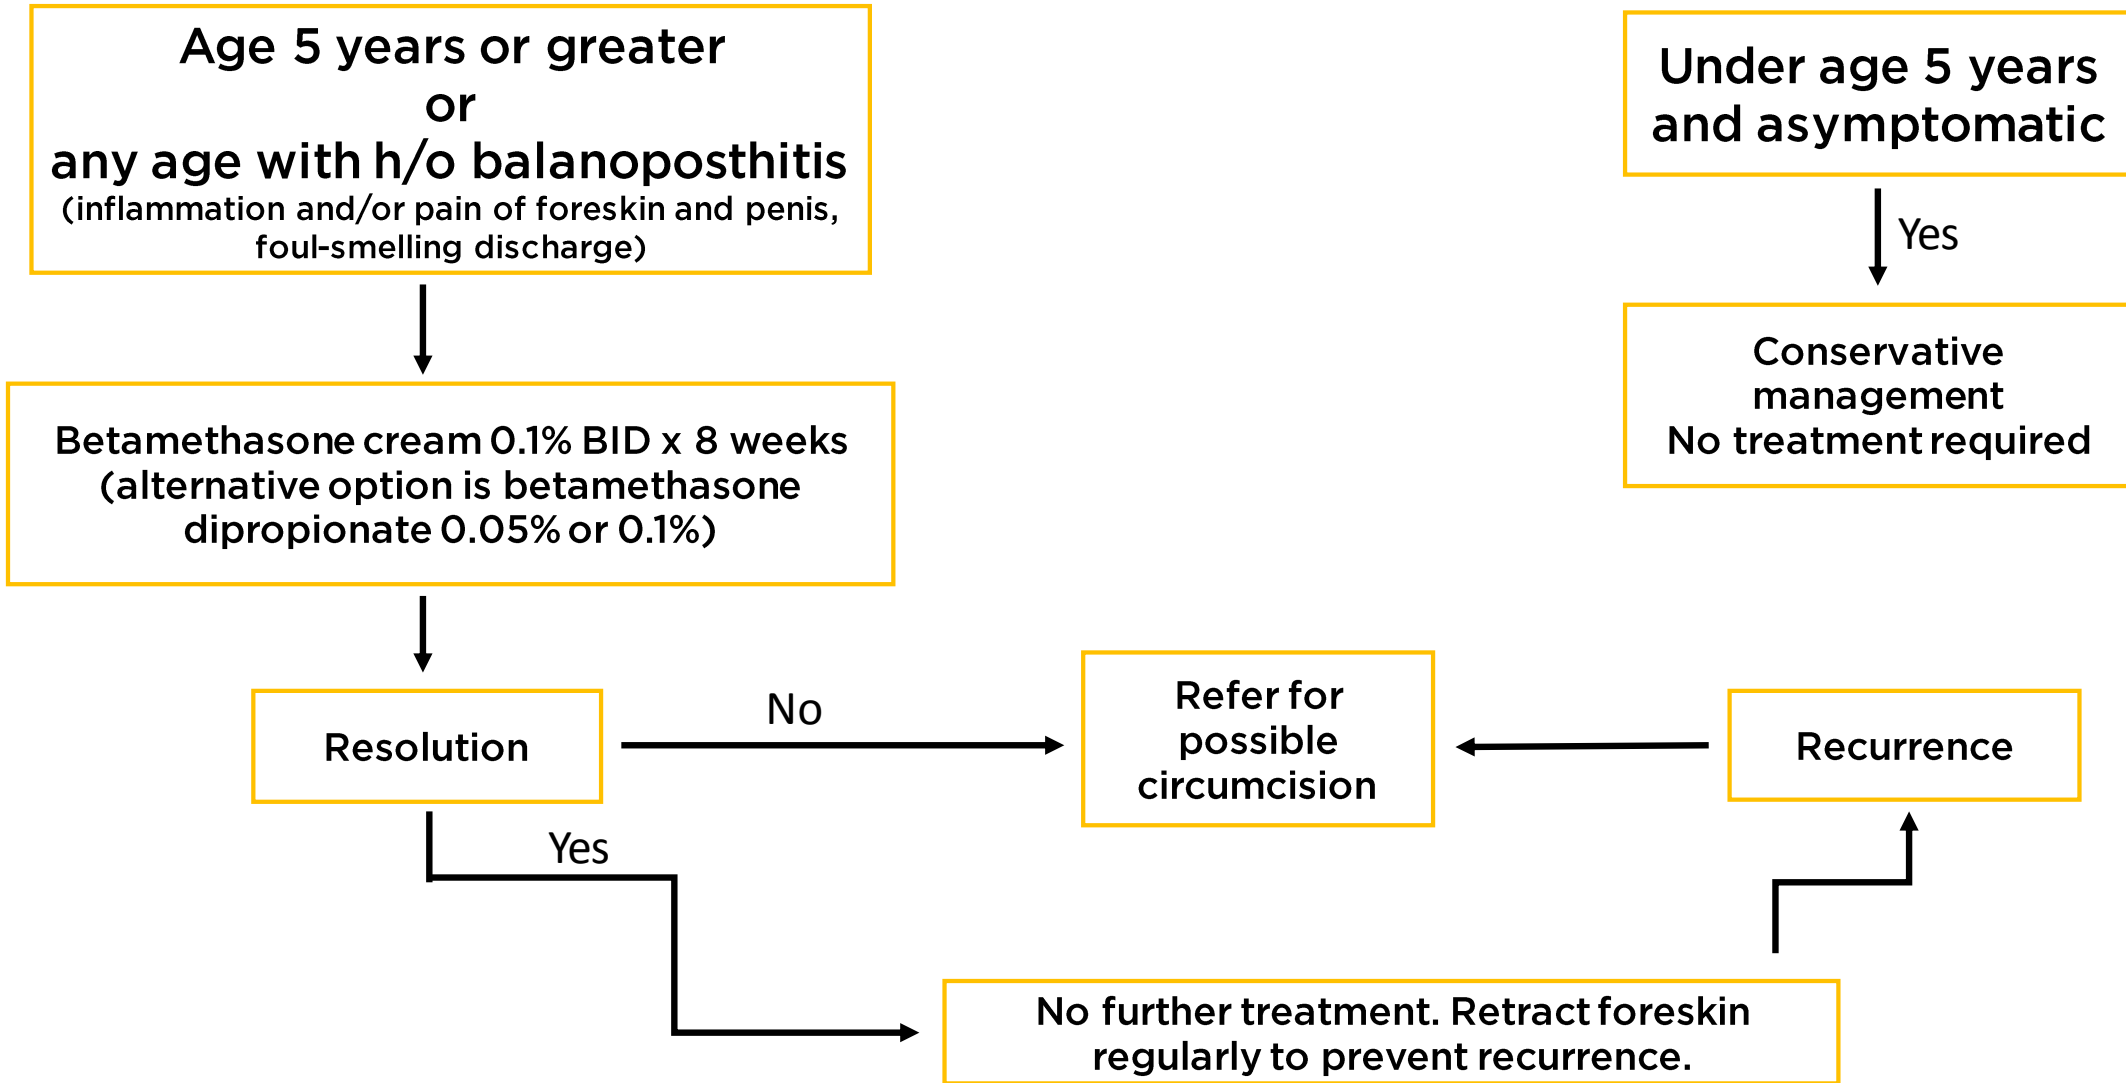 Age 5 years or greater
or
any age with h/o balanoposthitis
(inflammation and/or pain of foreskin and penis,
foul-smelling discharge)
Under age 5 years
and asymptomatic
Yes
Conservative
management
No treatment required
Betamethasone cream 0.1% BID x 8 weeks
(alternative option is betamethasone
dipropionate 0.05% or 0.1%)
Resolution
No
Refer for
possible
circumcision
Recurrence
Yes
No further treatment. Retract foreskin
regularly to prevent recurrence.